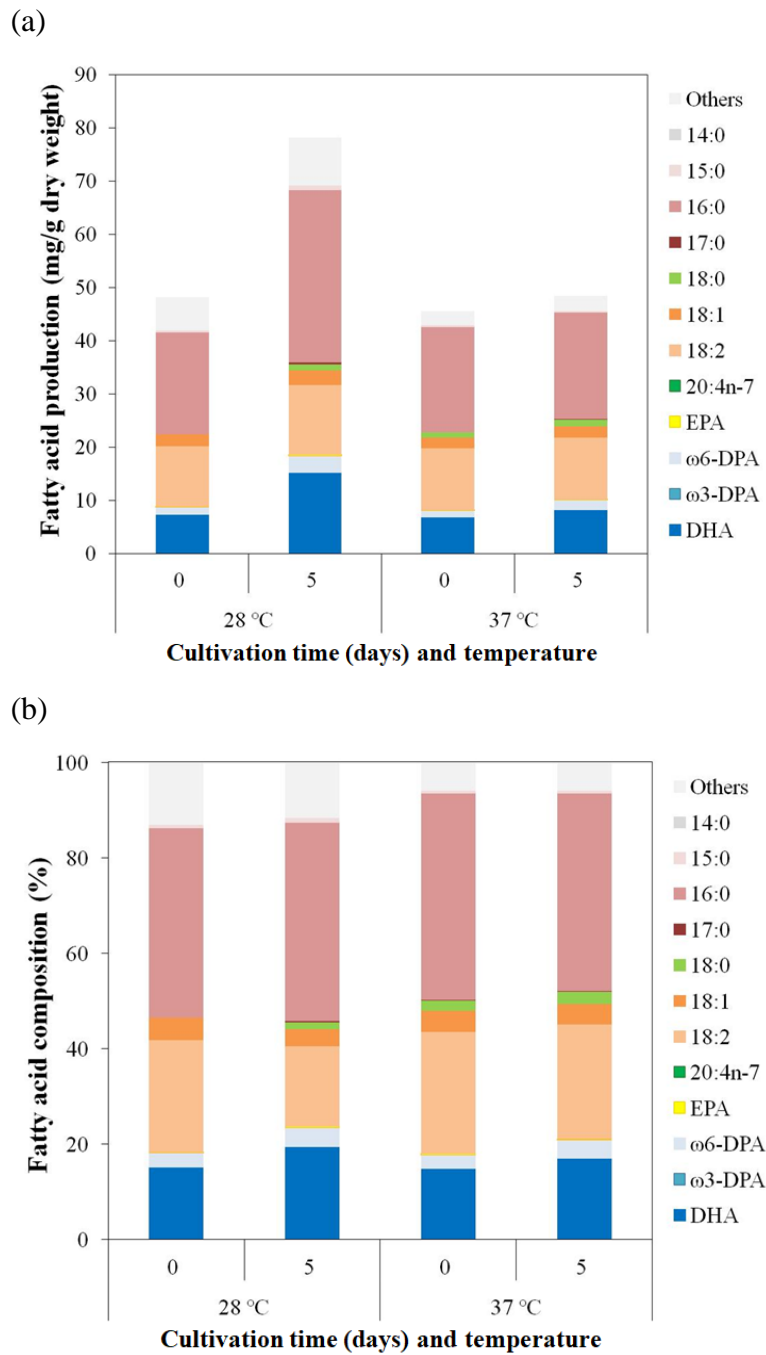 (a)
Fatty acid production (mg/g dry weight)
90
80
70
60
50
40
30
20
10
0
0
5
0
5
28 °C
37 °C
Cultivation time (days) and temperature
Others
14:0
15:0
16:0
17:0
18:0
18:1
18:2
20:4n-7
EPA
ω6-DPA
ω3-DPA
DHA
(b)
Fatty acid composition (%)
100
80
60
40
20
0
0
5
0
5
28 °C
37 °C
Cultivation time (days) and temperature
Others
14:0
15:0
16:0
17:0
18:0
18:1
18:2
20:4n-7
EPA
ω6-DPA
ω3-DPA
DHA